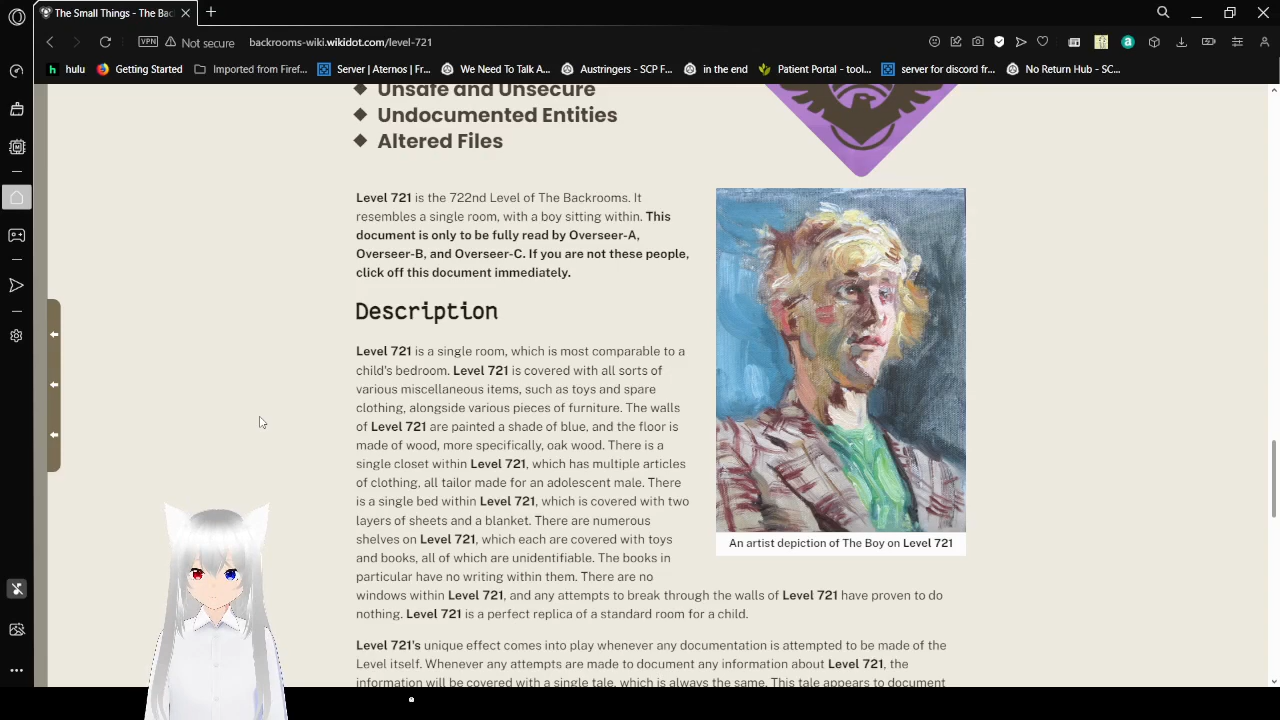 The Small Things - The Bac
VPN
Not secure
backrooms-wiki.wikidot.com/level-721
hulu
Getting Started
Imported from Firef...
Server | Aternos | Fr...
We Need To Talk A...
Austringers - SCP F...
in the end
Patient Portal - tool...
server for discord fr...
No Return Hub - SC...
Unsafe and Unsecure
Undocumented Entities
Altered Files
Level 721 is the 722nd Level of The Backrooms. It
resembles a single room, with a boy sitting within. This
document is only to be fully read by Overseer-A,
Overseer-B, and Overseer-C. If you are not these people,
click off this document immediately.
Description
Level 721 is a single room, which is most comparable to a
child's bedroom. Level 721 is covered with all sorts of
various miscellaneous items, such as toys and spare
clothing, alongside various pieces of furniture. The walls
of Level 721 are painted a shade of blue, and the floor is
made of wood, more specifically, oak wood. There is a
single closet within Level 721, which has multiple articles
of clothing, all tailor made for an adolescent male. There
is a single bed within Level 721, which is covered with two
layers of sheets and a blanket. There are numerous
shelves on Level 721, which each are covered with toys
and books, all of which are unidentifiable. The books in
particular have no writing within them. There are no
windows within Level 721, and any attempts to break through the walls of Level 721 have proven to do
nothing. Level 721 is a perfect replica of a standard room for a child.
An artist depiction of The Boy on Level 721
Level 721's unique effect comes into play whenever any documentation is attempted to be made of the
Level itself. Whenever any attempts are made to document any information about Level 721, the
information will be covered with a single tale, which is always the same. This tale appears to document